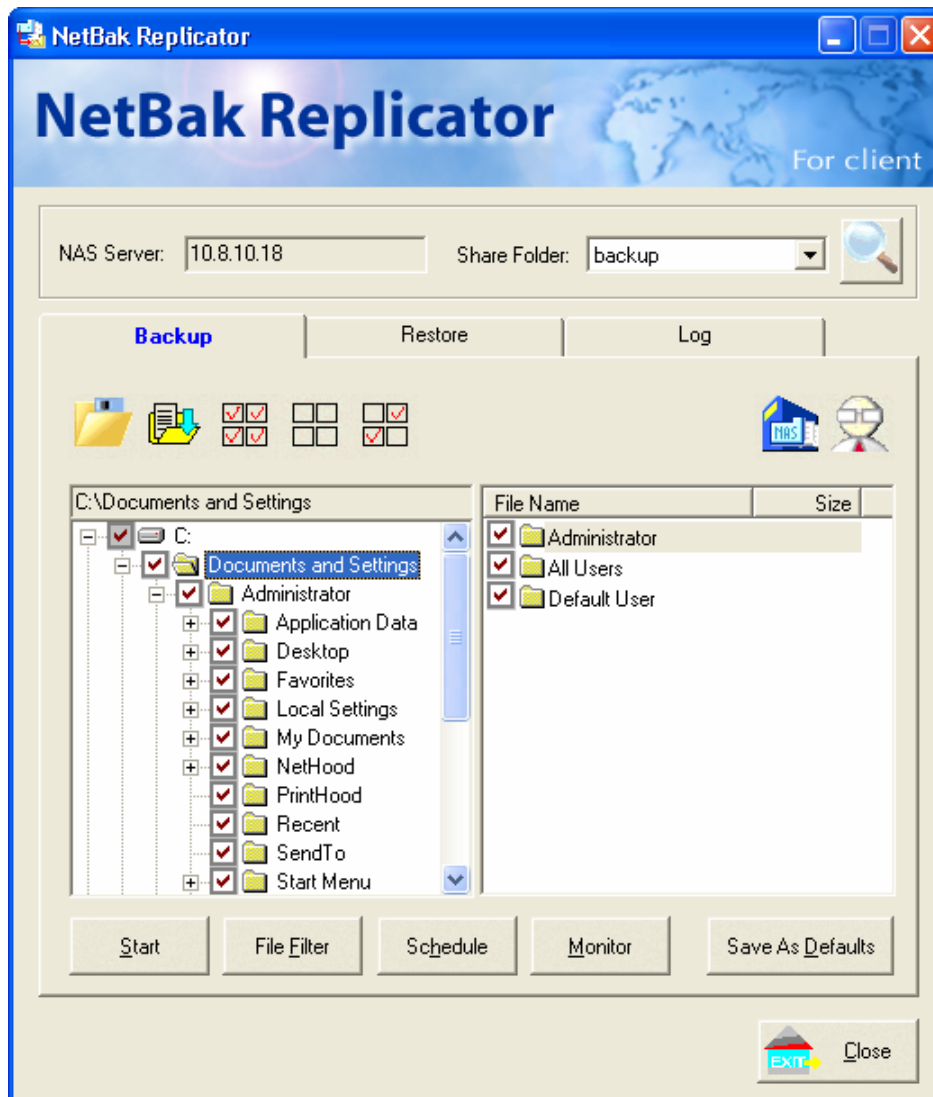 NetBak Replicator
NetBak Replicator
For client
NAS Server: 10.8.10.18 Share Folder: backup
Backup Restore Log
NAS
C:\Documents and Settings
C:
Documents and Settings
Administrator
Application Data
Desktop
Favorites
Local Settings
My Documents
NetHood
PrintHood
Recent
SendTo
Start Menu
File Name Size
Administrator
All Users
Default User
Start File Filter Schedule Monitor Save As Defaults
EXIT Close